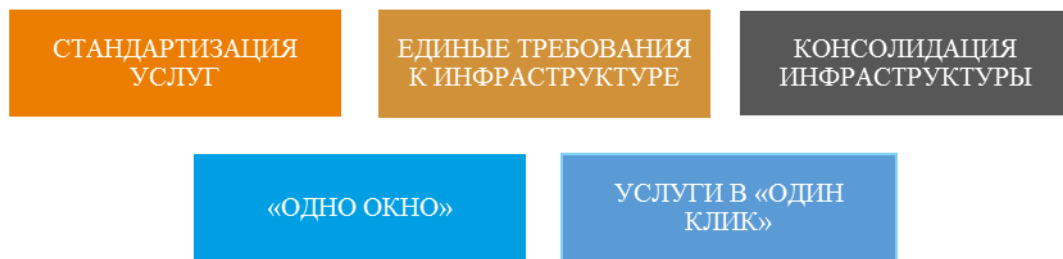 СТАНДАРТИЗАЦИЯ
УСЛУГ
ЕДИНЫЕ ТРЕБОВАНИЯ
К ИНФРАСТРУКТУРЕ
КОНСОЛИДАЦИЯ
ИНФРАСТРУКТУРЫ
«ОДНО ОКНО»
УСЛУГИ В «ОДИН
КЛИК»